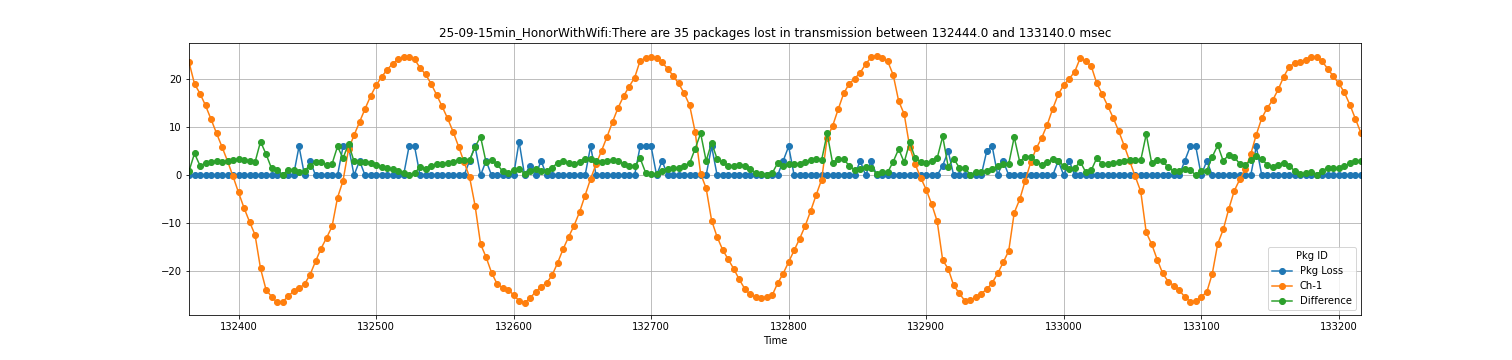 25-09-15min_HonorWithWifi:There are 35 packages lost in transmission between 132444.0 and 133140.0 msec
20
10
0
−10
−20
Pkg ID
Pkg Loss
Ch-1
Difference
132400 132500 132600 132700 132800 132900 133000 133100 133200
Time